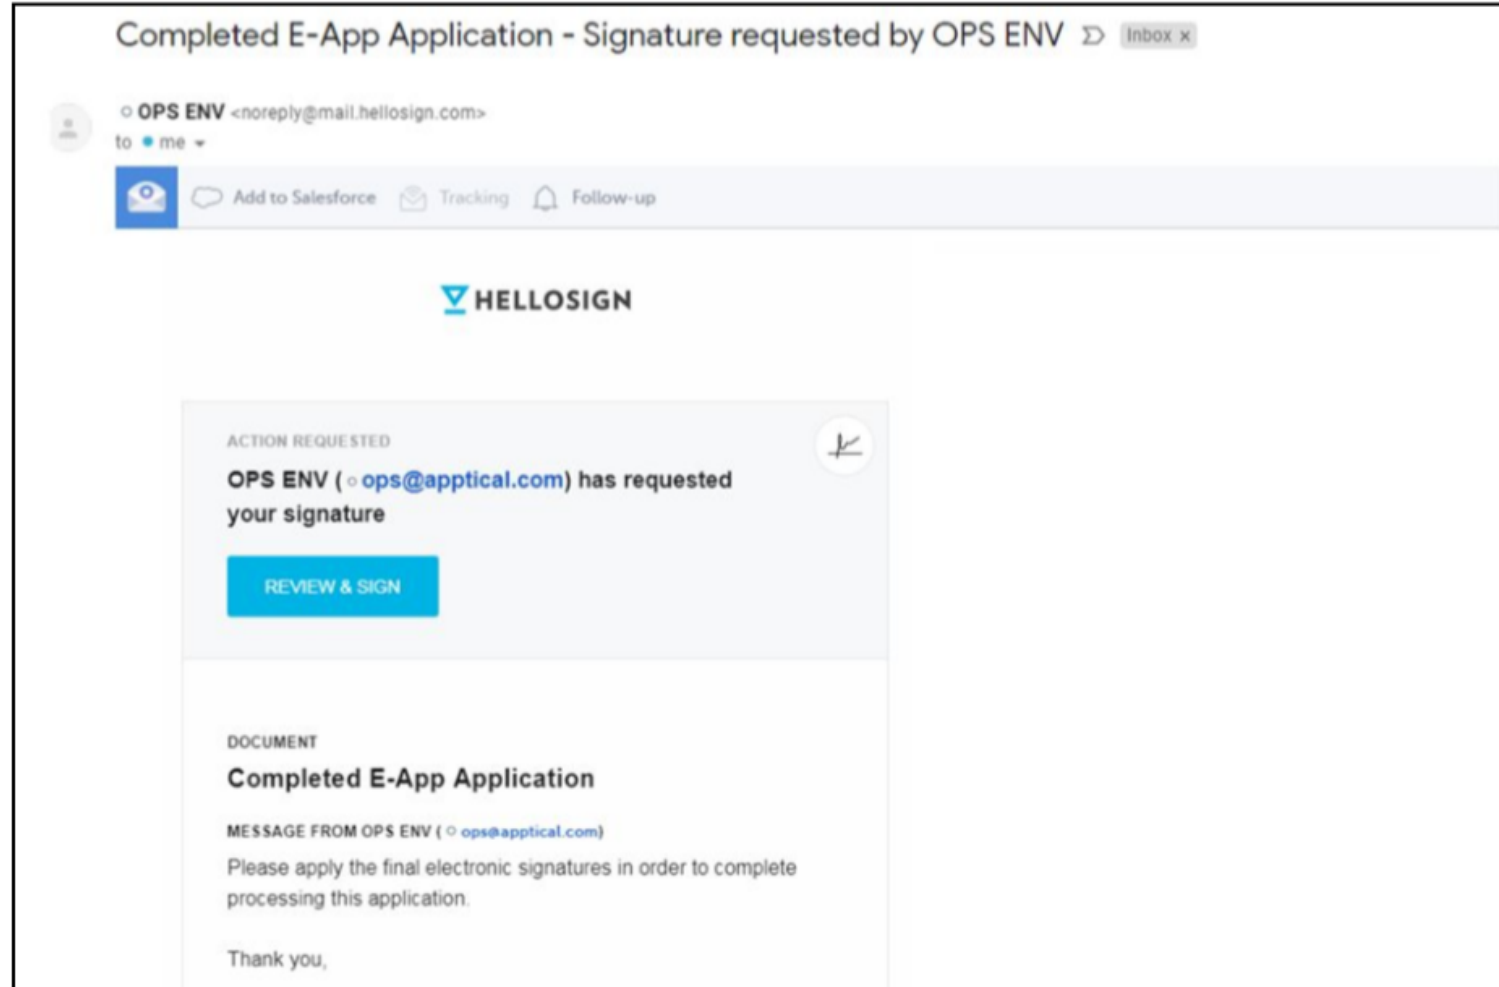 Completed E-App Application - Signature requested by OPS ENV Inbox x
OPS ENV <noreply@mail.hellosign.com>
to me
Add to Salesforce Tracking Follow-up
HELLOSIGN
ACTION REQUESTED
OPS ENV ( ops@apptical.com) has requested
your signature
REVIEW & SIGN
DOCUMENT
Completed E-App Application
MESSAGE FROM OPS ENV ( ops@apptical.com)
Please apply the final electronic signatures in order to complete
processing this application.
Thank you,